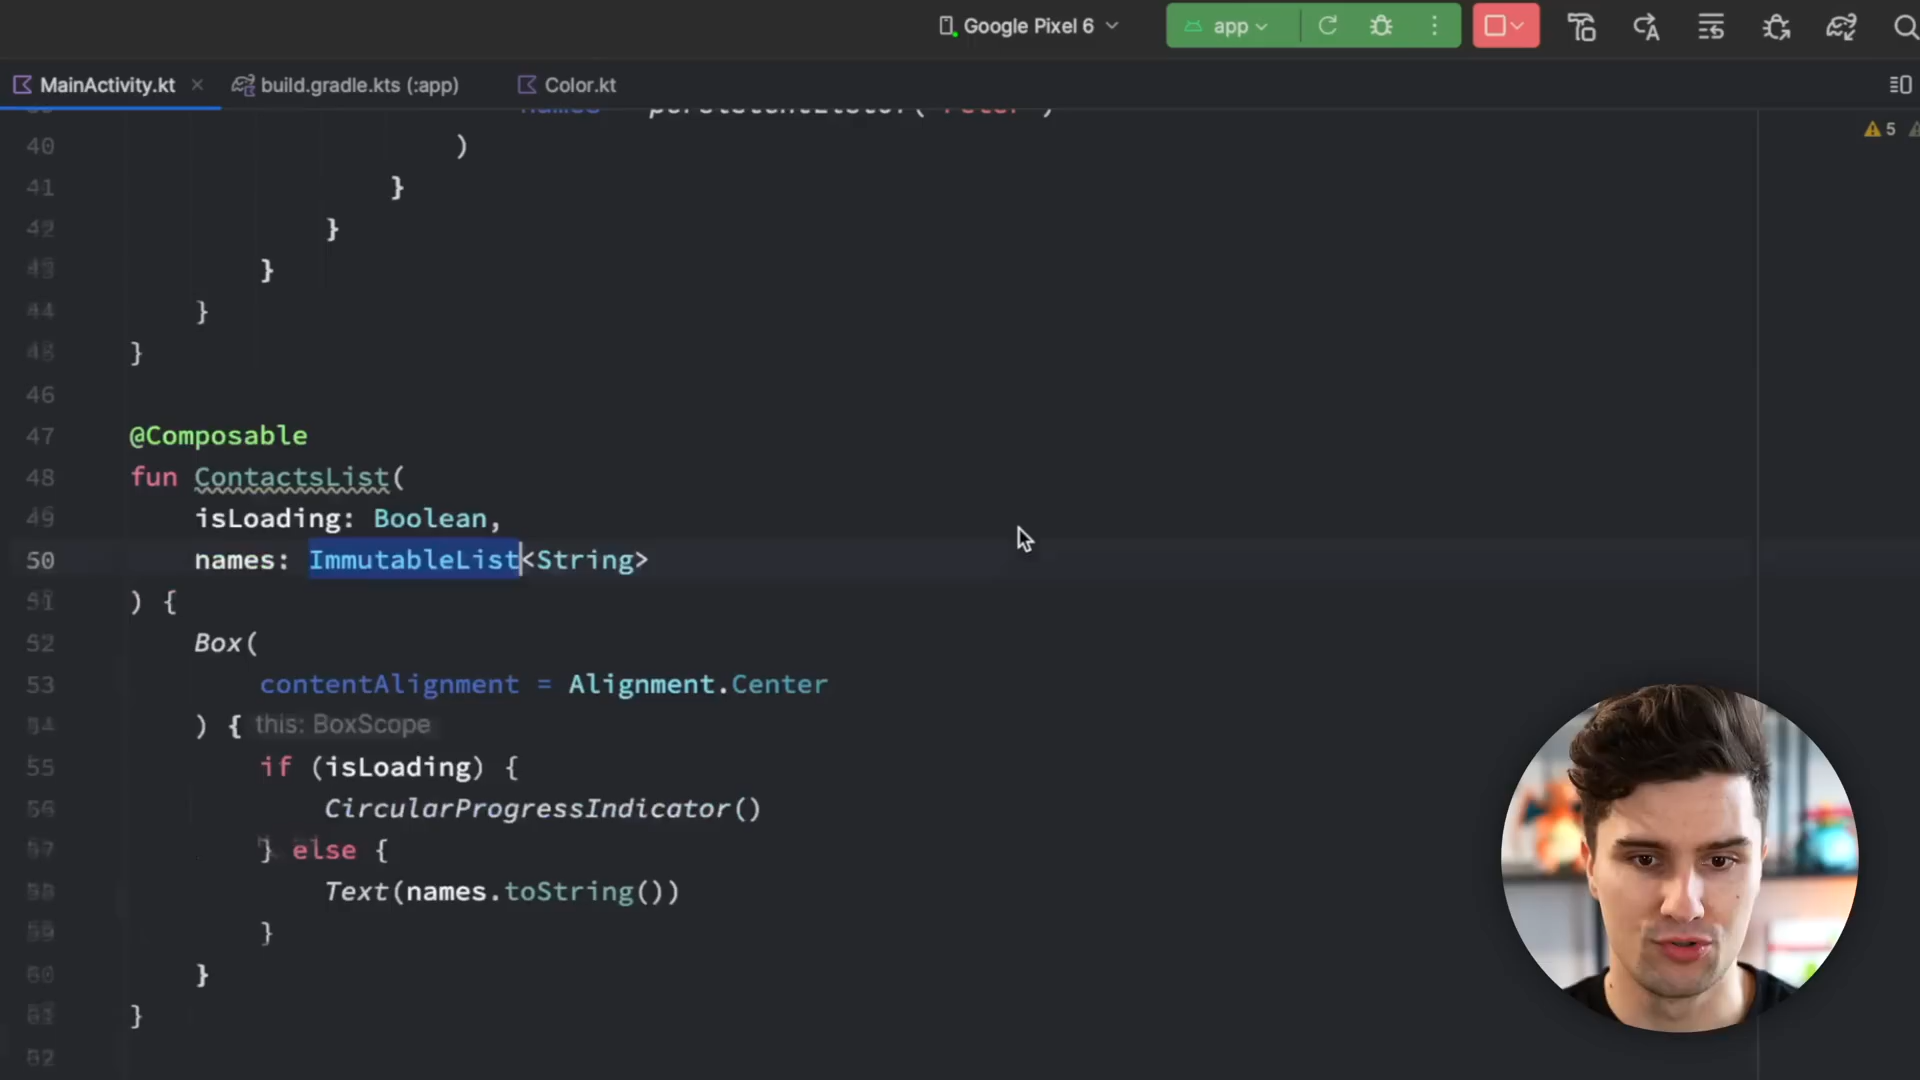 Google Pixel 6
app
MainActivity.kt
build.gradle.kts (:app)
Color.kt
5
40 )
41 }
42 }
43 }
44 }
45 }
46
47 @Composable
48 fun ContactsList(
49 isLoading: Boolean,
50 names: ImmutableList<String>
51 ) {
52 Box(
53 contentAlignment = Alignment.Center
54 ) { this: BoxScope
55 if (isLoading) {
56 CircularProgressIndicator()
57 } else {
58 Text(names.toString())
59 }
60 }
61 }
62